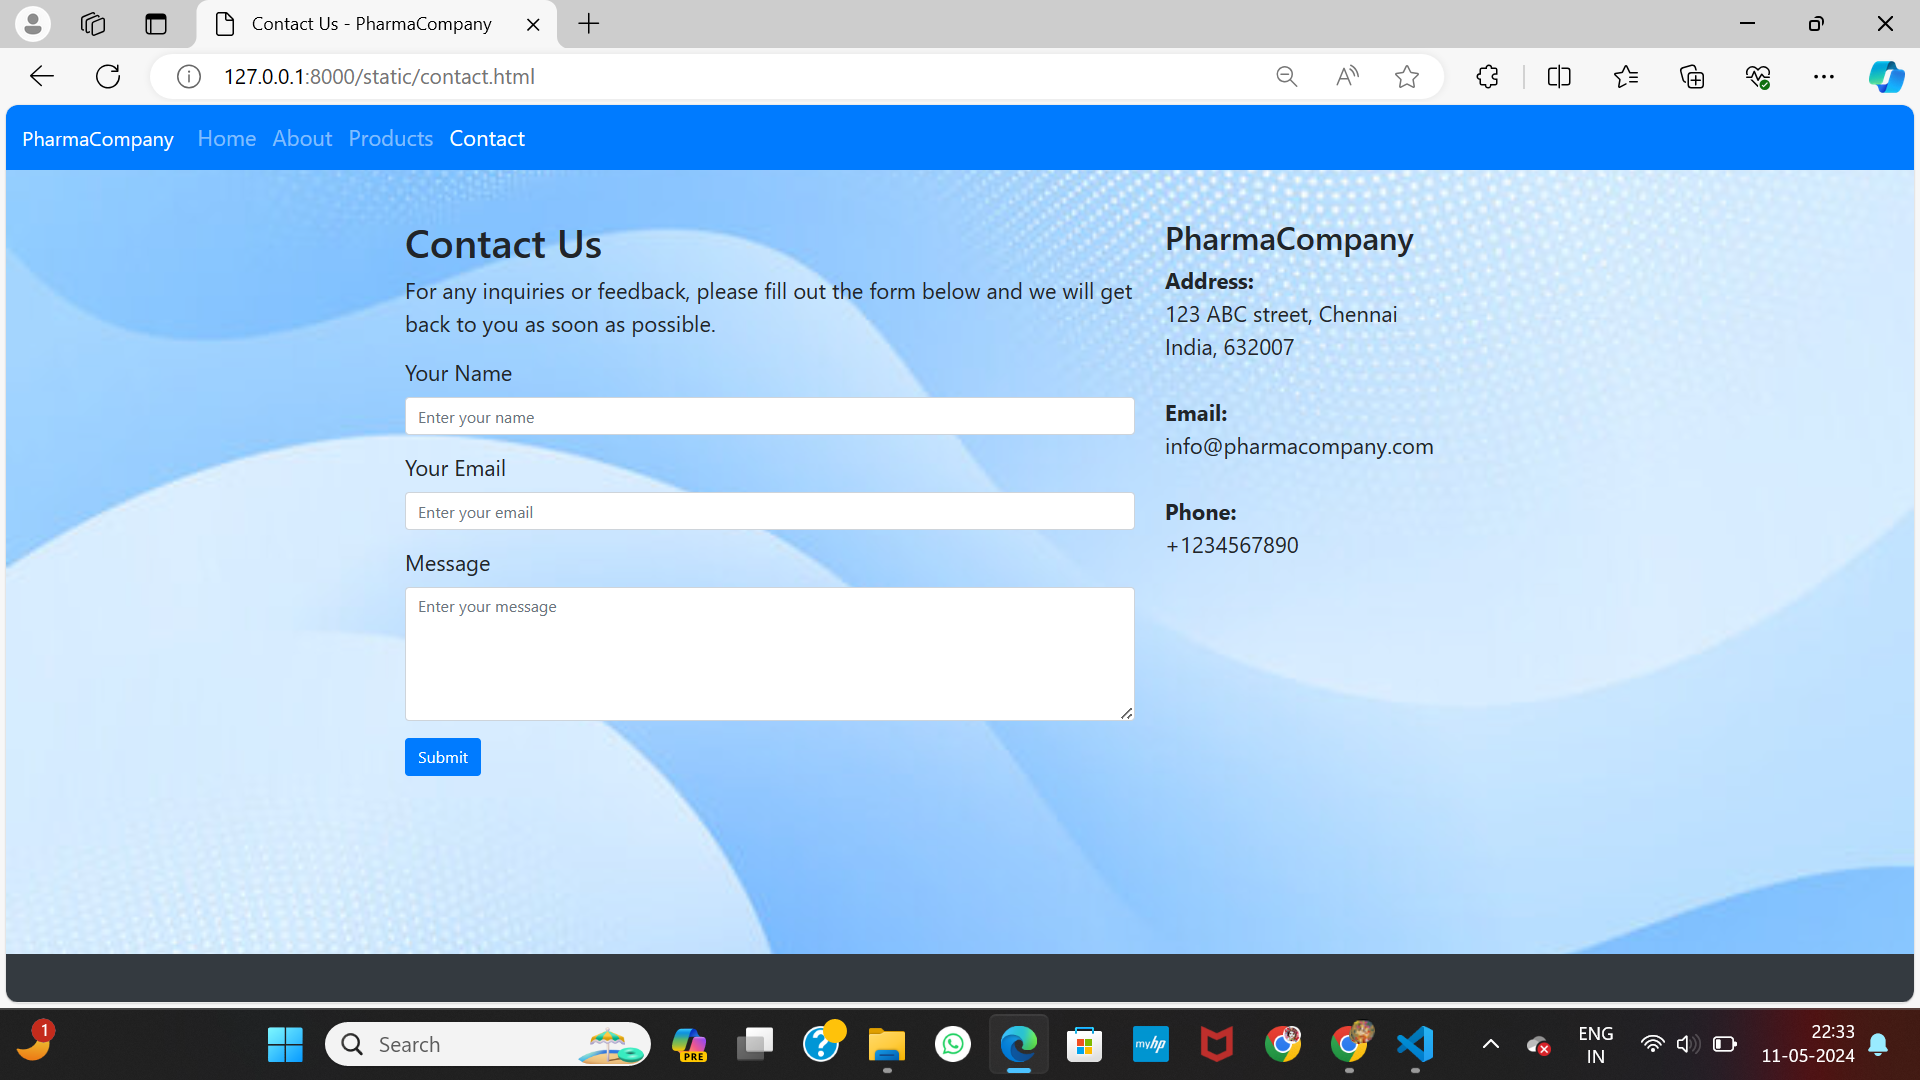 Contact Us - PharmaCompany
127.0.0.1:8000/static/contact.html
PharmaCompany Home About Products Contact
Contact Us
For any inquiries or feedback, please fill out the form below and we will get
back to you as soon as possible.
Your Name
Enter your name
Your Email
Enter your email
Message
Enter your message
Submit
PharmaCompany
Address:
123 ABC street, Chennai
India, 632007
Email:
info@pharmacompany.com
Phone:
+1234567890
1
Search
PRE
myhp
ENG
IN
22:33
11-05-2024